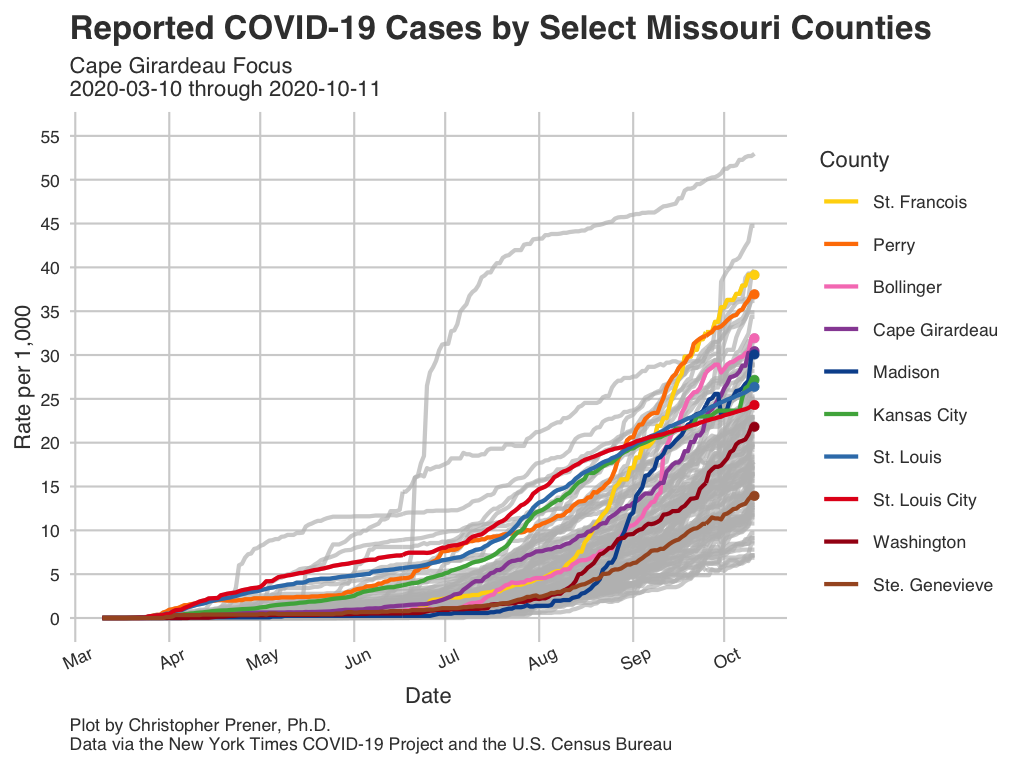 Reported COVID-19 Cases by Select Missouri Counties
Cape Girardeau Focus
2020-03-10 through 2020-10-11
55
50
45
40
35
30
25
20
15
10
5
0
Rate per 1,000
Mar
Apr
May
Jun
Jul
Aug
Sep
Oct
Date
County
St. Francois
Perry
Bollinger
Cape Girardeau
Madison
Kansas City
St. Louis
St. Louis City
Washington
Ste. Genevieve
Plot by Christopher Prener, Ph.D.
Data via the New York Times COVID-19 Project and the U.S. Census Bureau